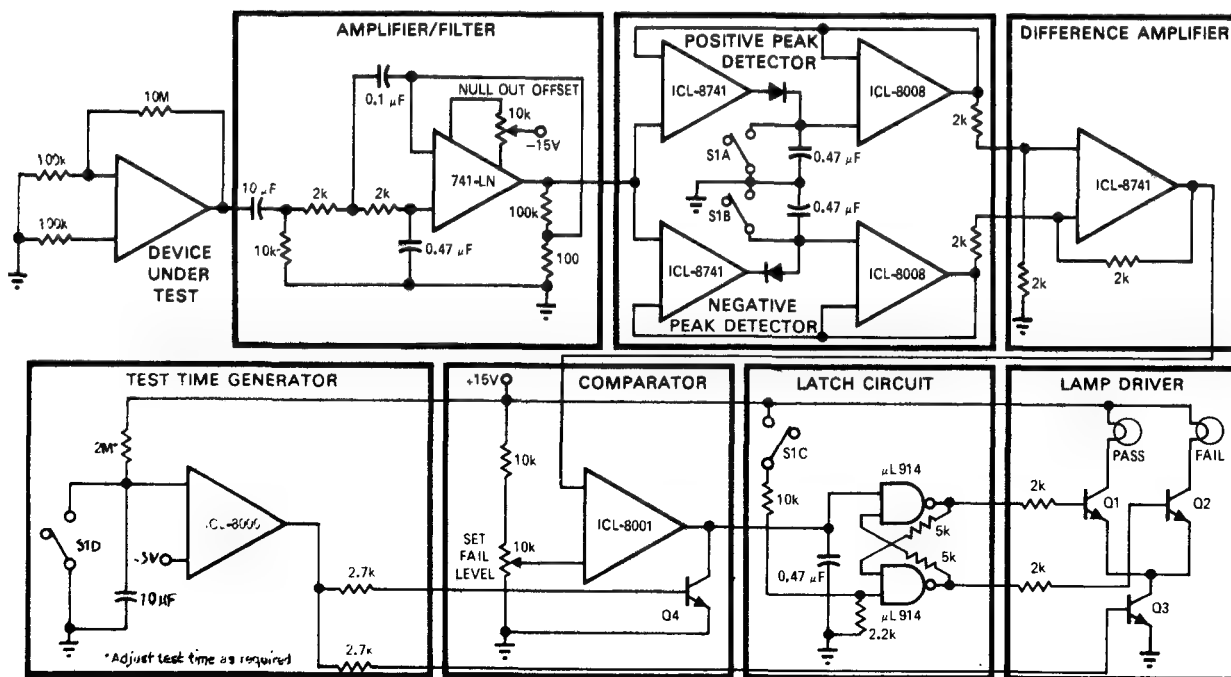 AMPLIFIER/FILTER
POSITIVE PEAK
DETECTOR
DIFFERENCE AMPLIFIER
10M
100k
100k
DEVICE
UNDER
TEST
0.1 µF
NULL OUT OFFSET
10k
-15V
741-LN
10 µF
2k
2k
10k
0.47 µF
100k
100
ICL-8741
ICL-8008
S1A
0.47 µF
S1B
0.47 µF
ICL-8741
ICL-8008
NEGATIVE
PEAK DETECTOR
2k
2k
ICL-8741
2k
2k
TEST TIME GENERATOR
2M*
S1D
10µF
2.7k
2.7k
*Adjust test time as required
COMPARATOR
+15V
10k
SET
FAIL
LEVEL
10k
ICL-8001
Q4
LATCH CIRCUIT
S1C
10k
µL914
5k
5k
0.47 µF
µL914
2.2k
LAMP DRIVER
PASS
FAIL
2k
Q1
Q2
2k
Q3